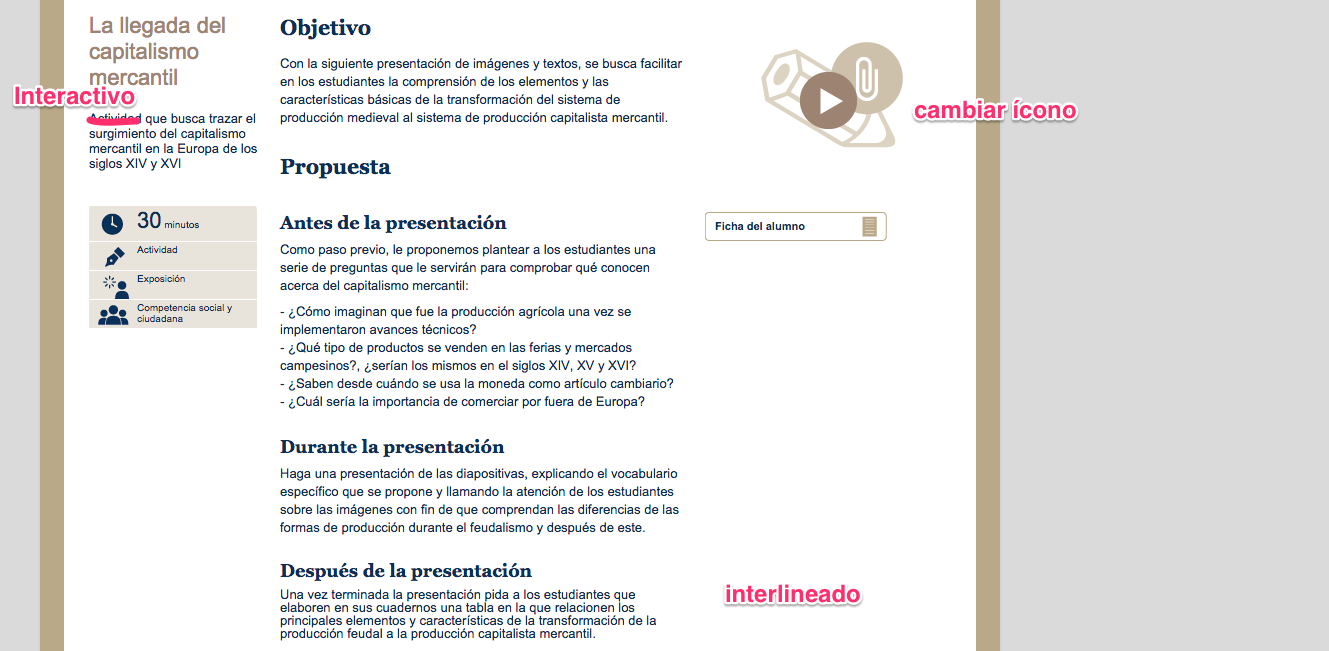 La llegada del
capitalismo
mercantil
Interactivo
Actividad que busca trazar el
surgimiento del capitalismo
mercantil en la Europa de los
siglos XIV y XVI
30 minutos
Actividad
Exposición
Competencia social y
ciudadana
Objetivo
Con la siguiente presentación de imágenes y textos, se busca facilitar
en los estudiantes la comprensión de los elementos y las
características básicas de la transformación del sistema de
producción medieval al sistema de producción capitalista mercantil.
Propuesta
Antes de la presentación
Como paso previo, le proponemos plantear a los estudiantes una
serie de preguntas que le servirán para comprobar qué conocen
acerca del capitalismo mercantil:
- ¿Cómo imaginan que fue la producción agrícola una vez se
implementaron avances técnicos?
- ¿Qué tipo de productos se venden en las ferias y mercados
campesinos?, ¿serían los mismos en el siglos XIV, XV y XVI?
- ¿Saben desde cuándo se usa la moneda como artículo cambiario?
- ¿Cuál sería la importancia de comerciar por fuera de Europa?
Durante la presentación
Haga una presentación de las diapositivas, explicando el vocabulario
específico que se propone y llamando la atención de los estudiantes
sobre las imágenes con fin de que comprendan las diferencias de las
formas de producción durante el feudalismo y después de este.
Después de la presentación
Una vez terminada la presentación pida a los estudiantes que
elaboren en sus cuadernos una tabla en la que relacionen los
principales elementos y características de la transformación de la
producción feudal a la producción capitalista mercantil.
cambiar ícono
Ficha del alumno
interlineado